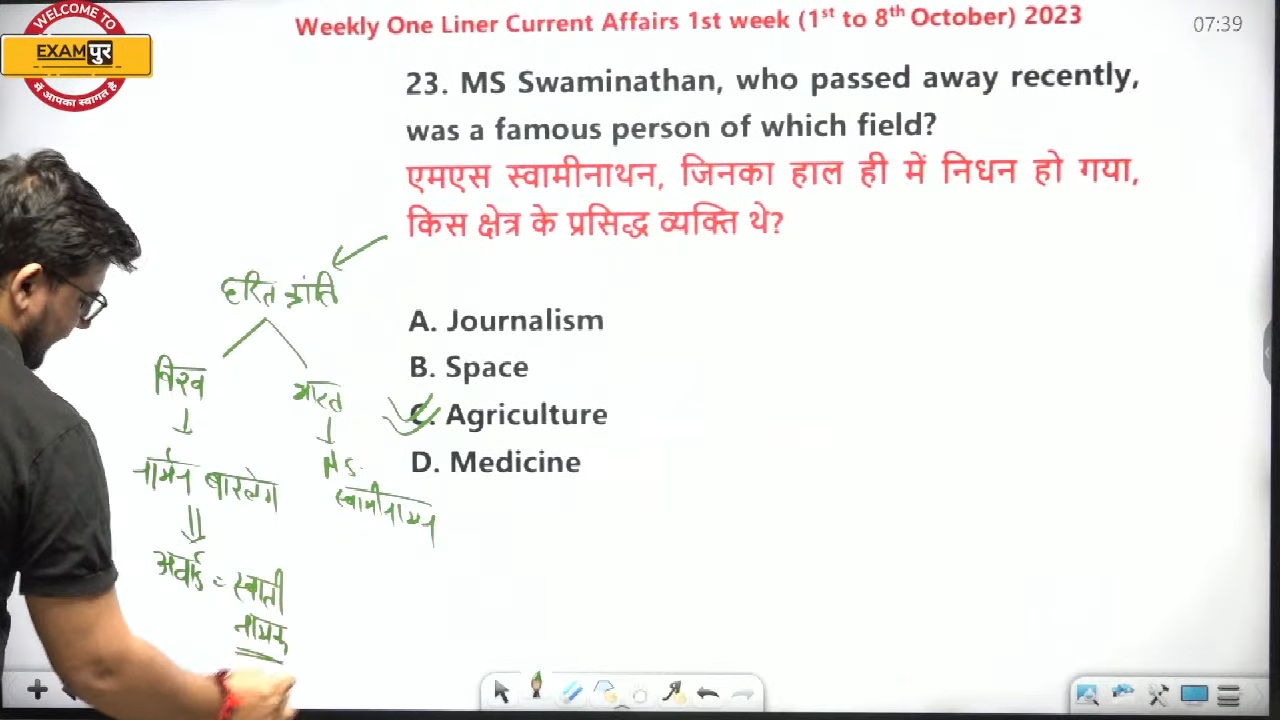 WELCOME TO
EXAMपुर
में आपका स्वागत है
Weekly One Liner Current Affairs 1st week (1st to 8th October) 2023
07:39
23. MS Swaminathan, who passed away recently,
was a famous person of which field?
एमएस स्वामीनाथन, जिनका हाल ही में निधन हो गया,
किस क्षेत्र के प्रसिद्ध व्यक्ति थे?
हरित क्रांति
विश्व
भारत
नार्मन बारलोग
M.S.
स्वामीनाथन
अवार्ड = स्वाती
नायक
A. Journalism
B. Space
C. Agriculture
D. Medicine